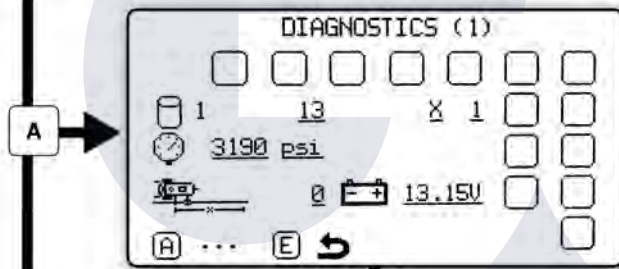 DIAGNOSTICS (1)
A
1 13 X 1
3190 psi
0 - + 13.15V
x
A ... E